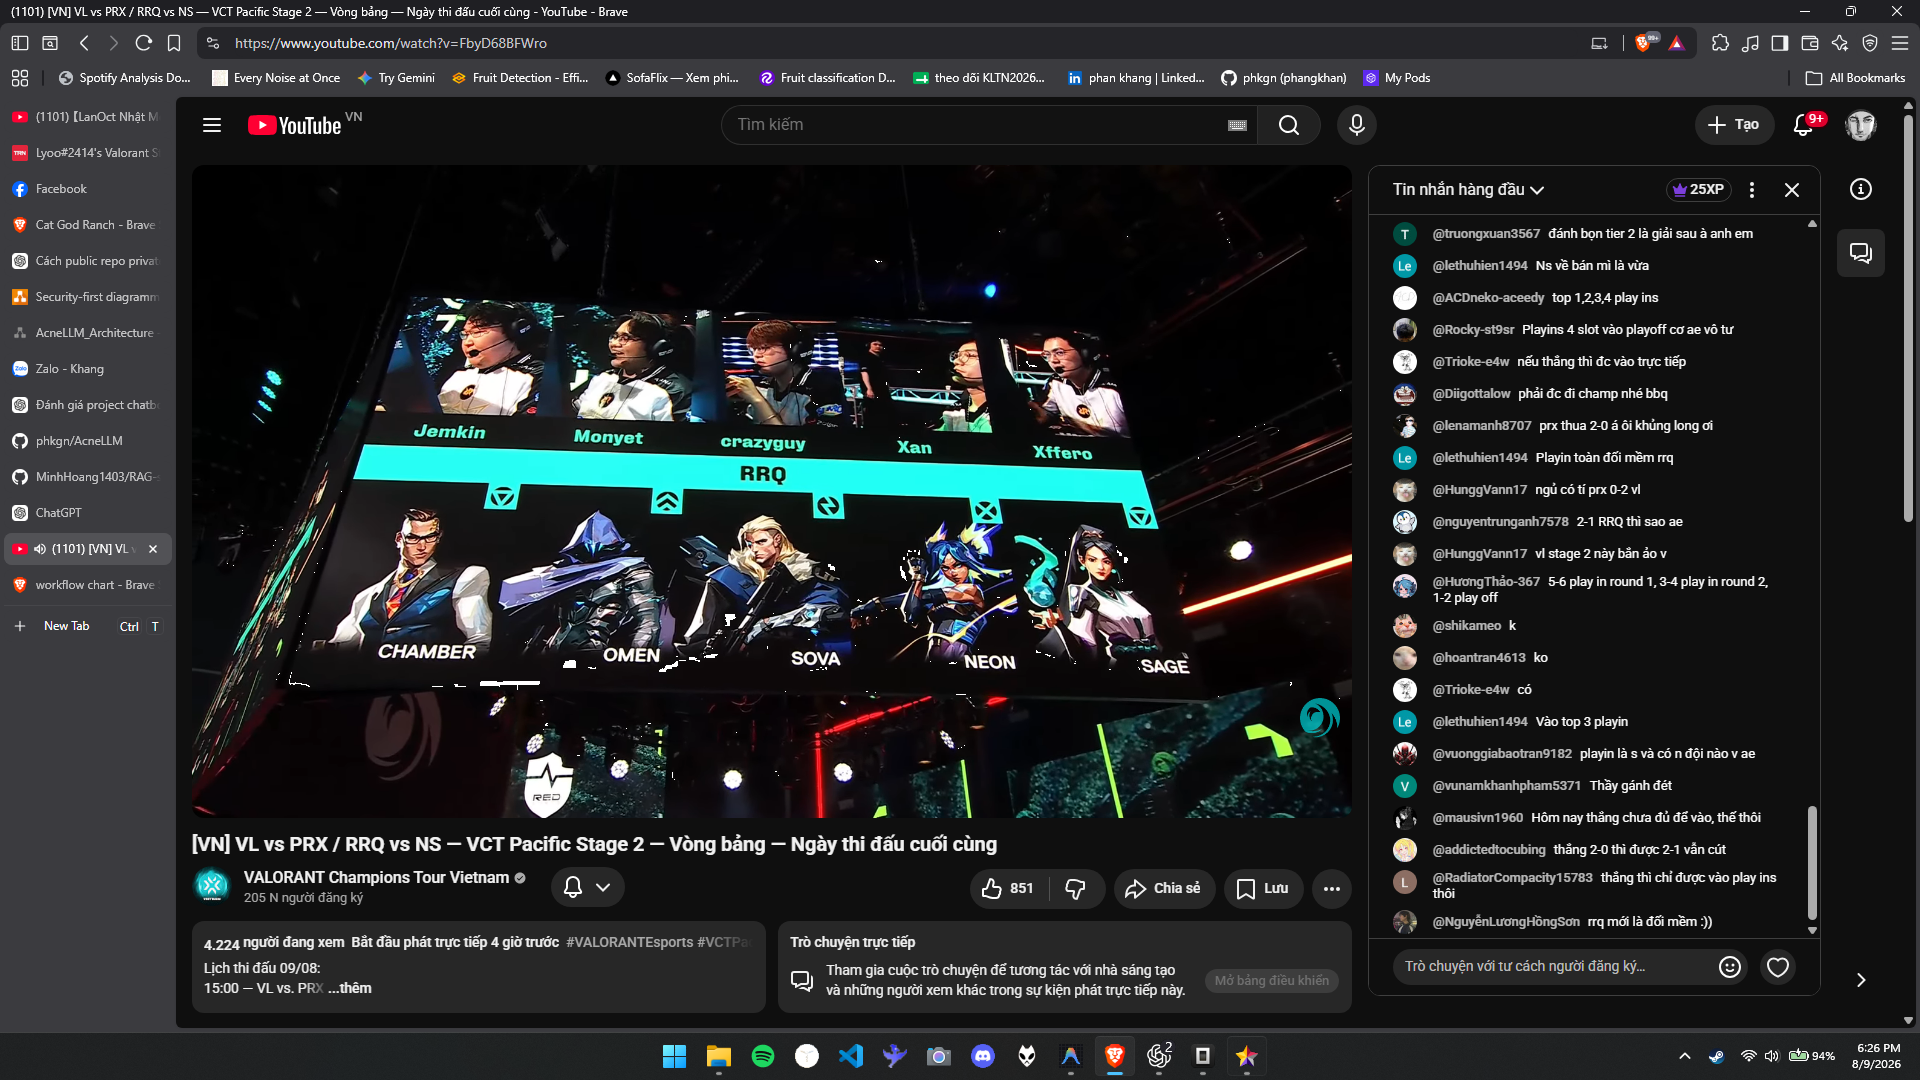 (1101) [VN] VL vs PRX / RRQ vs NS — VCT Pacific Stage 2 — Vòng bảng — Ngày thi đấu cuối cùng - YouTube - Brave
https://www.youtube.com/watch?v=FbyD68BFWro
99+
Spotify Analysis Do...
Every Noise at Once
Try Gemini
Fruit Detection - Effi...
SofaFlix — Xem phi...
Fruit classification D...
theo dõi KLTN2026...
phan khang | Linked...
phkgn (phangkhan)
My Pods
All Bookmarks
(1101) 【LanOct Nhật M
Lyoo#2414's Valorant S
Facebook
Cat God Ranch - Brave
Cách public repo privat
Security-first diagramm
AcneLLM_Architecture
Zalo - Khang
Đánh giá project chatb
phkgn/AcneLLM
MinhHoang1403/RAG-
ChatGPT
(1101) [VN] VL
workflow chart - Brave
New Tab
Ctrl T
YouTube VN
Tìm kiếm
Tạo
9+
Jemkin
Monyet
crazyguy
Xan
Xffero
RRQ
CHAMBER
OMEN
SOVA
NEON
SAGE
RED
[VN] VL vs PRX / RRQ vs NS — VCT Pacific Stage 2 — Vòng bảng — Ngày thi đấu cuối cùng
VALORANT Champions Tour Vietnam
205 N người đăng ký
851
Chia sẻ
Lưu
4.224 người đang xem Bắt đầu phát trực tiếp 4 giờ trước #VALORANTEsports #VCTPa
Lịch thi đấu 09/08:
15:00 — VL vs. PRX ...thêm
Trò chuyện trực tiếp
Tham gia cuộc trò chuyện để tương tác với nhà sáng tạo
và những người xem khác trong sự kiện phát trực tiếp này.
Mở bảng điều khiển
Tin nhắn hàng đầu
25XP
T @truongxuan3567 đánh bọn tier 2 là giải sau à anh em
Le @lethuhien1494 Ns về bán mì là vừa
@ACDneko-aceedy top 1,2,3,4 play ins
@Rocky-st9sr Playins 4 slot vào playoff cơ ae vô tư
@Trioke-e4w nếu thắng thì đc vào trực tiếp
@Diigottalow phải đc đi champ nhé bbq
@lenamanh8707 prx thua 2-0 á ôi khủng long ơi
Le @lethuhien1494 Playin toàn đối mềm rrq
@HunggVann17 ngủ có tí prx 0-2 vl
@nguyentrunganh7578 2-1 RRQ thì sao ae
@HunggVann17 vl stage 2 này bắn ảo v
@HươngThảo-367 5-6 play in round 1, 3-4 play in round 2,
1-2 play off
@shikameo k
@hoantran4613 ko
@Trioke-e4w có
Le @lethuhien1494 Vào top 3 playin
@vuonggiabaotran9182 playin là s và có n đội nào v ae
V @vunamkhanhpham5371 Thầy gánh đét
@mausivn1960 Hôm nay thắng chưa đủ để vào, thế thôi
@addictedtocubing thắng 2-0 thì được 2-1 vẫn cút
L @RadiatorCompacity15783 thắng thì chỉ được vào play ins
thôi
@NguyễnLươngHồngSơn rrq mới là đối mềm :))
Trò chuyện với tư cách người đăng ký...
2
94%
6:26 PM
8/9/2026